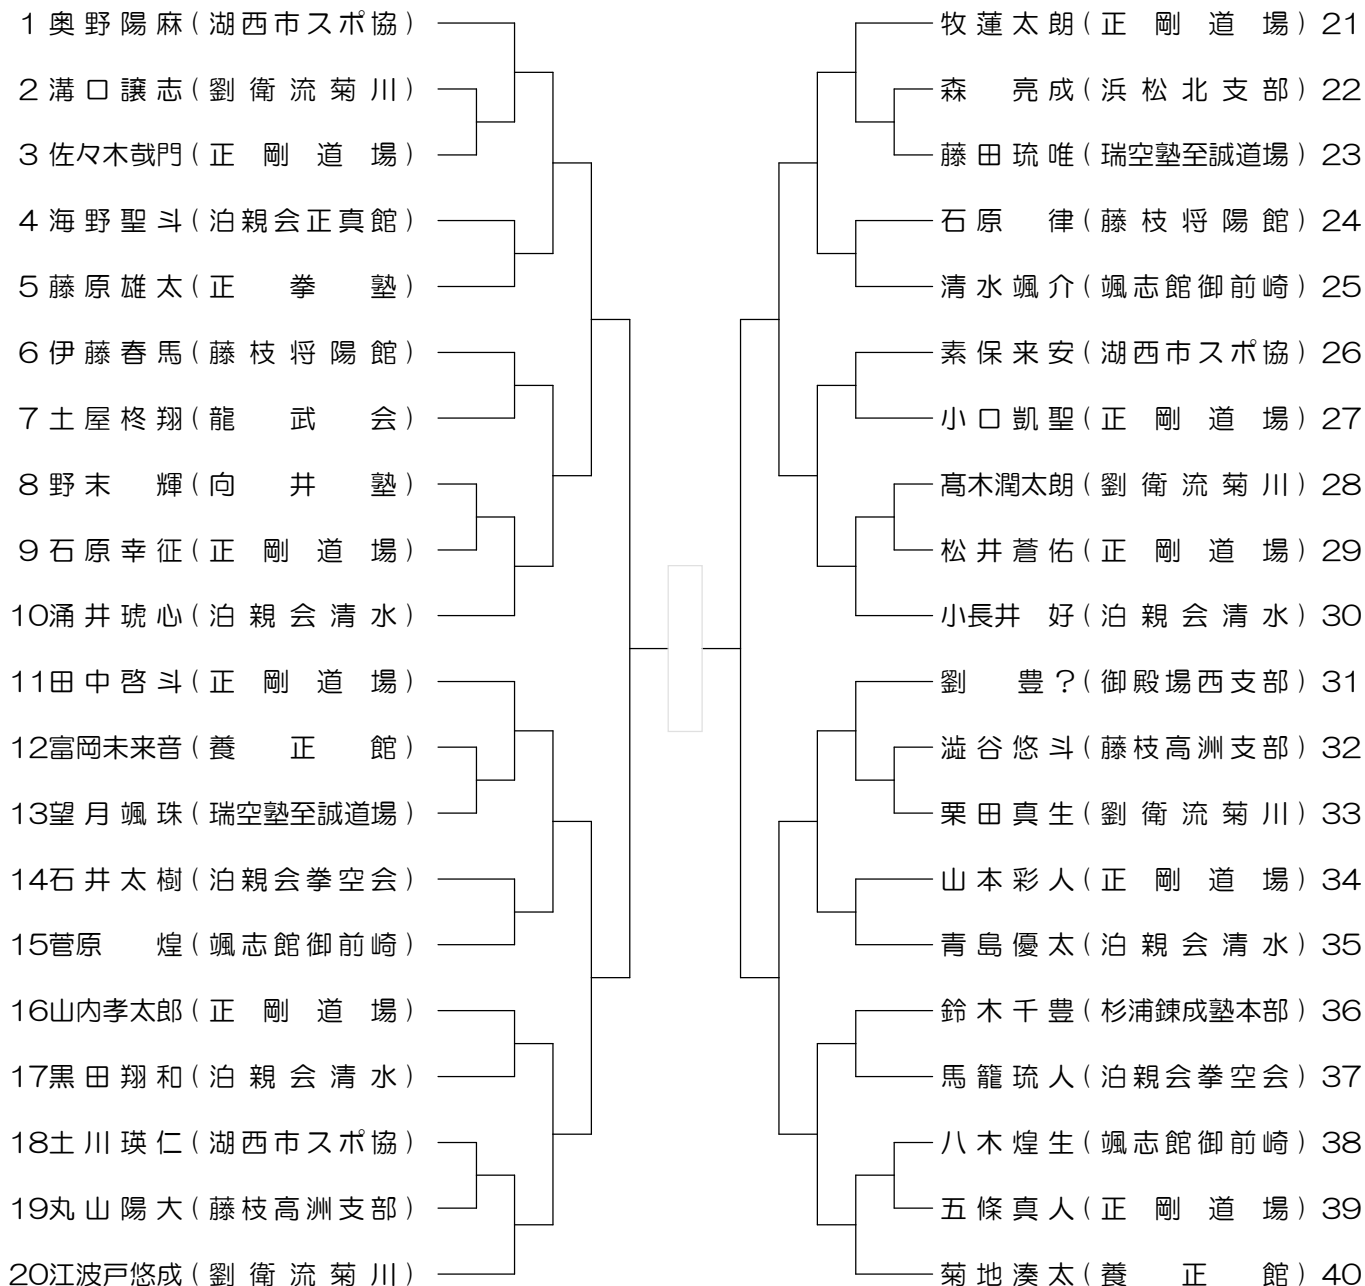 1 奥野陽麻(湖西市スポ協)
2 溝口譲志(劉衛流菊川)
3 佐々木哉門(正剛道場)
4 海野聖斗(泊親会正真館)
5 藤原雄太(正拳塾)
6 伊藤春馬(藤枝将陽館)
7 土屋柊翔(龍武会)
8 野末輝(向井塾)
9 石原幸征(正剛道場)
10 涌井琥心(泊親会清水)
11 田中啓斗(正剛道場)
12 富岡未来音(養正館)
13 望月颯珠(瑞空塾至誠道場)
14 石井太樹(泊親会拳空会)
15 菅原煌(颯志館御前崎)
16 山内孝太郎(正剛道場)
17 黒田翔和(泊親会清水)
18 土川瑛仁(湖西市スポ協)
19 丸山陽大(藤枝高洲支部)
20 江波戸悠成(劉衛流菊川)
牧蓮太朗(正剛道場) 21
森亮成(浜松北支部) 22
藤田琉唯(瑞空塾至誠道場) 23
石原律(藤枝将陽館) 24
清水颯介(颯志館御前崎) 25
素保来安(湖西市スポ協) 26
小口凱聖(正剛道場) 27
髙木潤太朗(劉衛流菊川) 28
松井蒼佑(正剛道場) 29
小長井好(泊親会清水) 30
劉豊?(御殿場西支部) 31
澁谷悠斗(藤枝高洲支部) 32
栗田真生(劉衛流菊川) 33
山本彩人(正剛道場) 34
青島優太(泊親会清水) 35
鈴木千豊(杉浦錬成塾本部) 36
馬籠琉人(泊親会拳空会) 37
八木煌生(颯志館御前崎) 38
五條真人(正剛道場) 39
菊地湊太(養正館) 40